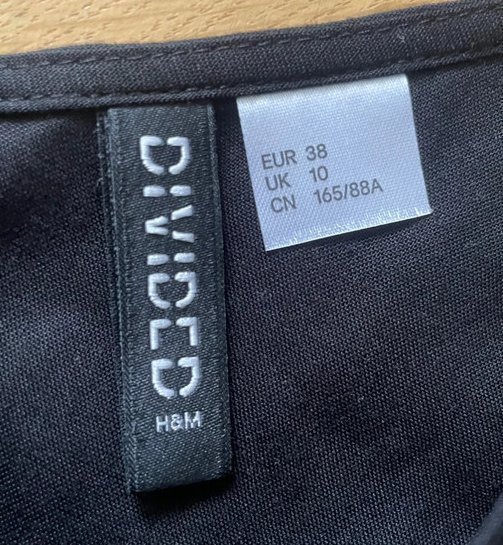 DIVIDED
H&M
EUR 38
UK 10
CN 165/88A